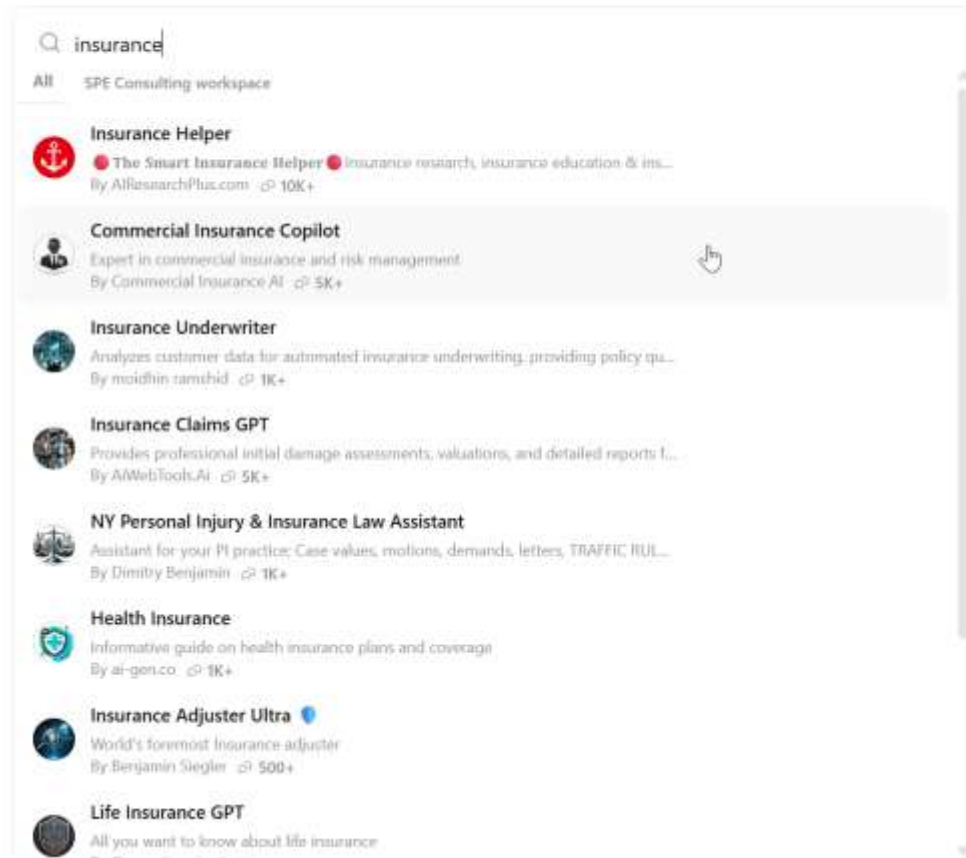 insurance
All SPE Consulting workspace
Insurance Helper
The Smart Insurance Helper Insurance research, insurance education & ins...
By AIResearchPlus.com 10K+
Commercial Insurance Copilot
Expert in commercial insurance and risk management
By Commercial Insurance AI 5K+
Insurance Underwriter
Analyzes customer data for automated insurance underwriting, providing policy qu...
By moidhin ramshid 1K+
Insurance Claims GPT
Provides professional initial damage assessments, valuations, and detailed reports f...
By AiWebTools.Ai 5K+
NY Personal Injury & Insurance Law Assistant
Assistant for your PI practice; Case values, motions, demands, letters, TRAFFIC RUL...
By Dimitry Benjamin 1K+
Health Insurance
Informative guide on health insurance plans and coverage
By ai-gen.co 1K+
Insurance Adjuster Ultra
World's foremost Insurance adjuster
By Benjamin Siegler 500+
Life Insurance GPT
All you want to know about life insurance